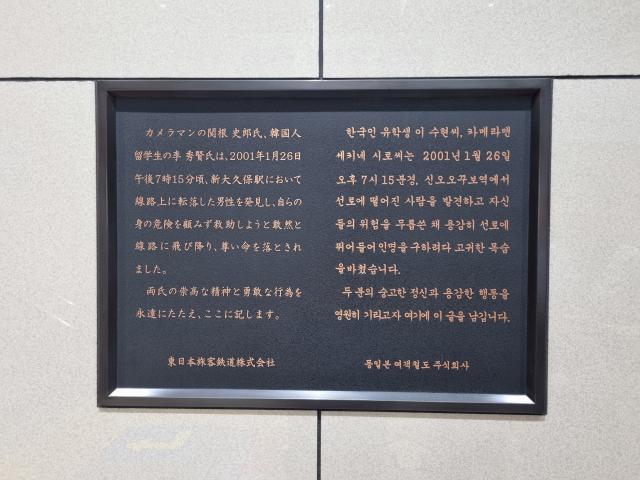 カメラマンの関根 史郎氏、韓国人
留学生の李 秀賢氏は、2001年1月26日
午後7時15分頃、新大久保駅において
線路上に転落した男性を発見し、自らの
身の危険を顧みず救助しようと敢然と
線路に飛び降り、尊い命を落とされ
ました。
両氏の崇高な精神と勇敢な行為を
永遠にたたえ、ここに記します。
東日本旅客鉄道株式会社
한국인 유학생 이 수현씨, 카메라맨
세키네 시로씨는 2001년 1월 26일
오후 7시 15분경, 신오오쿠보역에서
선로에 떨어진 사람을 발견하고 자신
들의 위험을 무릅쓴 채 용감히 선로에
뛰어들어 인명을 구하려다 고귀한 목숨
을바쳤습니다.
두 분의 숭고한 정신과 용감한 행동을
영원히 기리고자 여기에 이 글을 남깁니다.
동일본 여객철도 주식회사